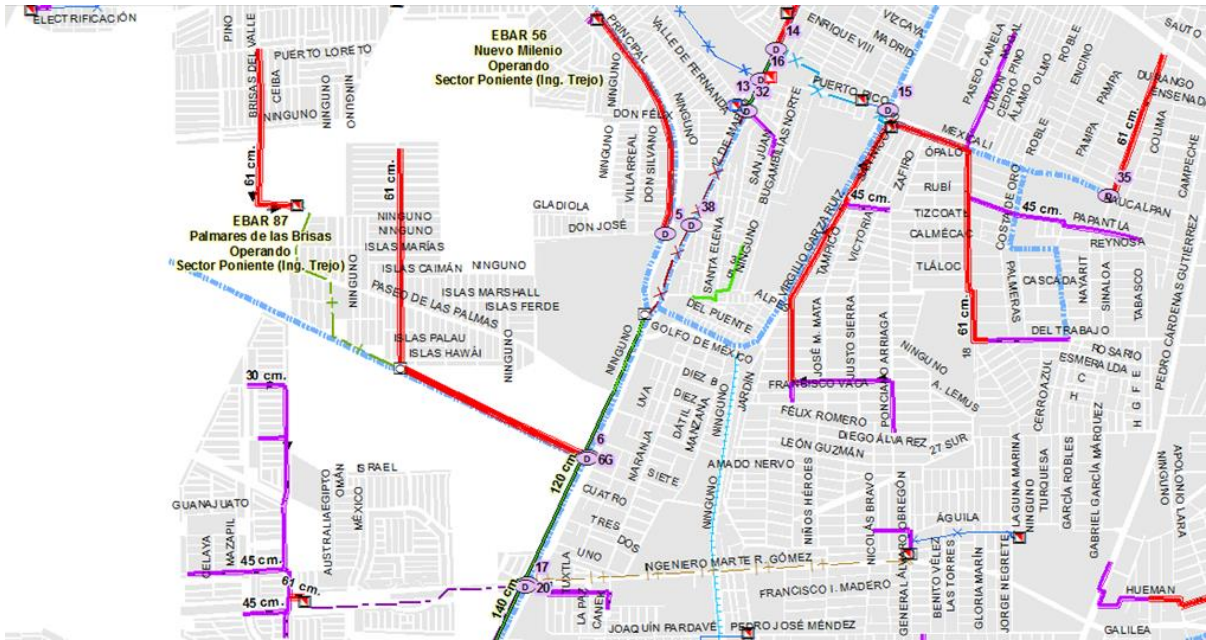 ELECTRIFICACIÓN
PINO
BRISAS DEL VALLE
CEIBA
PUERTO LORETO
NINGUNO
NINGUNO
NINGUNO
61 cm.
EBAR 56
Nuevo Milenio
Operando
Sector Poniente (Ing. Trejo)
PRINCIPAL
VALLE DE FERNANDA
NINGUNO
DON FÉLIX
NINGUNO
VILLARREAL
DON SILVANO
GLADIOLA
DON JOSÉ
5
38
14
16
13
32
ENRIQUE VIII
VIZCAYA
MADRID
PUERTO RICO
15
SAN JUAN
BUGAMBILIAS NORTE
NINGUNO
SANTA ELENA
DEL PUENTE
GOLFO DE MÉXICO
VIRGILIO GARZA RUIZ
TAMPICO
VICTORIA
45 cm.
ZAFIRO
PASEO CANELA
NOGAL
LIMÓN
CEDRO
PINO
ÁLAMO
OLMO
ROBLE
ROBLE
ENCINO
PAMPA
PAMPA
SAUTO
DURANGO
ENSENADA
61 cm.
COLIMA
CAMPECHE
35
NAUCALPAN
MEXICALI
ÓPALO
RUBÍ
TIZCOATE
CALMÉCAC
TLÁLOC
COSTA DE ORO
45 cm.
PAPANTLA
REYNOSA
PALMERAS
CASCADA
NAYARIT
SINALOA
TABASCO
PEDRO CÁRDENAS GUTIERREZ
61 cm.
18
DEL TRABAJO
ROSARIO
ESMERALDA
C
H
H
G
F
E
EBAR 87
Palmares de las Brisas
Operando
Sector Poniente (Ing. Trejo)
61 cm.
NINGUNO
NINGUNO
ISLAS MARÍAS
ISLAS CAIMÁN
NINGUNO
ISLAS MARSHALL
ISLAS FERDE
NINGUNO
PASEO DE LAS PALMAS
ISLAS PALAU
ISLAS HAWÁI
NINGUNO
NINGUNO
JOSÉ M. MATA
JUSTO SIERRA
PONCIANO ARRIAGA
NINGUNO
A. LEMUS
FRANCISCO VACA
FÉLIX ROMERO
DIEGO ÁLVAREZ
LEÓN GUZMÁN
27 SUR
CERROAZUL
30 cm.
6
6G
120 cm.
UVA
DIEZ B
DIEZ
DÁTIL
MANZANA
NINGUNO
JARDÍN
NARANJA
SIETE
CUATRO
TRES
DOS
UNO
AMADO NERVO
NINGUNO
NIÑOS HÉROES
NICOLÁS BRAVO
GENERAL ÁLVARO OBREGÓN
ÁGUILA
LAGUNA MARINA
NINGUNO
TURQUESA
GARCÍA ROBLES
GABRIEL GARCÍA MÁRQUEZ
NINGUNO
APOLONIO LARA
GUANAJUATO
CELAYA
MAZAPIL
AUSTRALIA
EGIPTO
OMÁN
MÉXICO
ISRAEL
45 cm.
61 cm.
45 cm.
17
20
140 cm.
TUXTLA
LA PAZ
CANEK
INGENIERO MARTE R. GÓMEZ
FRANCISCO I. MADERO
JOAQUÍN PARDAVÉ
PEDRO JOSÉ MÉNDEZ
BENITO VÉLEZ
LAS TORRES
GLORIA MARÍN
JORGE NEGRETE
HUEMAN
GALILEA